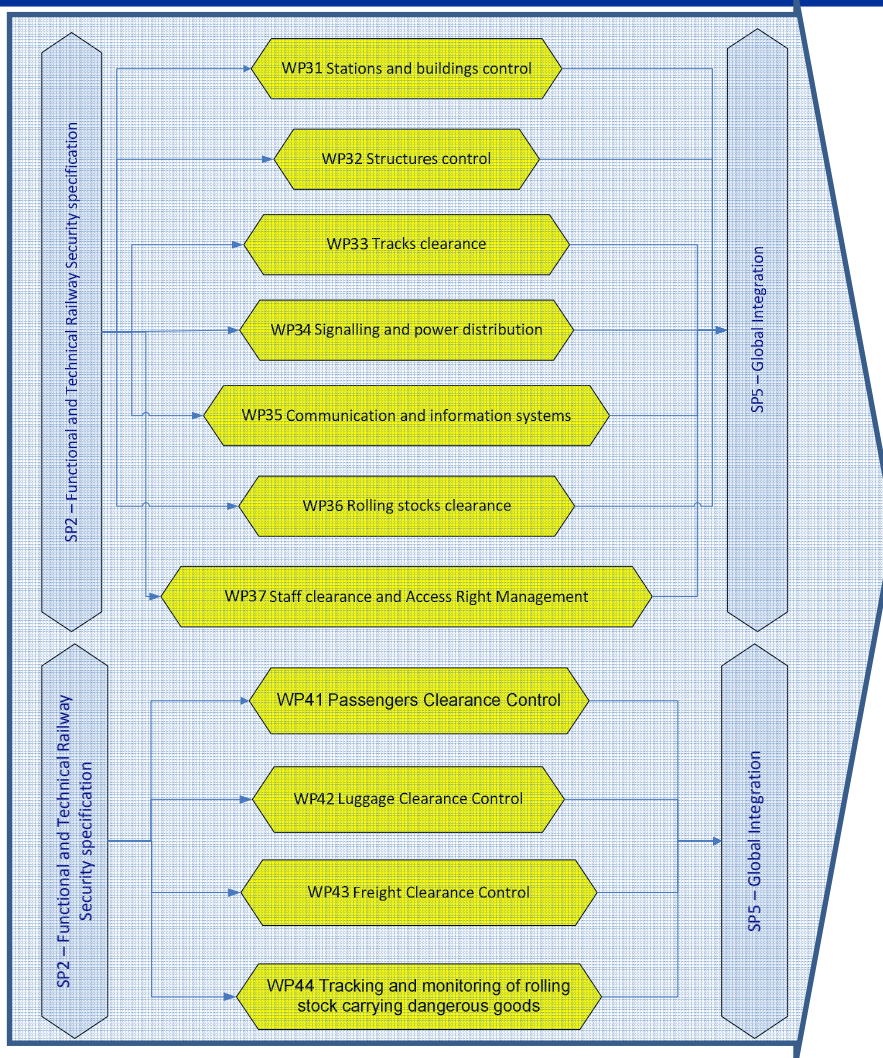 SP2 – Functional and Technical Railway Security specification
WP31 Stations and buildings control
WP32 Structures control
WP33 Tracks clearance
WP34 Signalling and power distribution
WP35 Communication and information systems
WP36 Rolling stocks clearance
WP37 Staff clearance and Access Right Management
SP5 – Global Integration
SP2 – Functional and Technical Railway
Security specification
WP41 Passengers Clearance Control
WP42 Luggage Clearance Control
WP43 Freight Clearance Control
WP44 Tracking and monitoring of rolling
stock carrying dangerous goods
SP5 – Global Integration